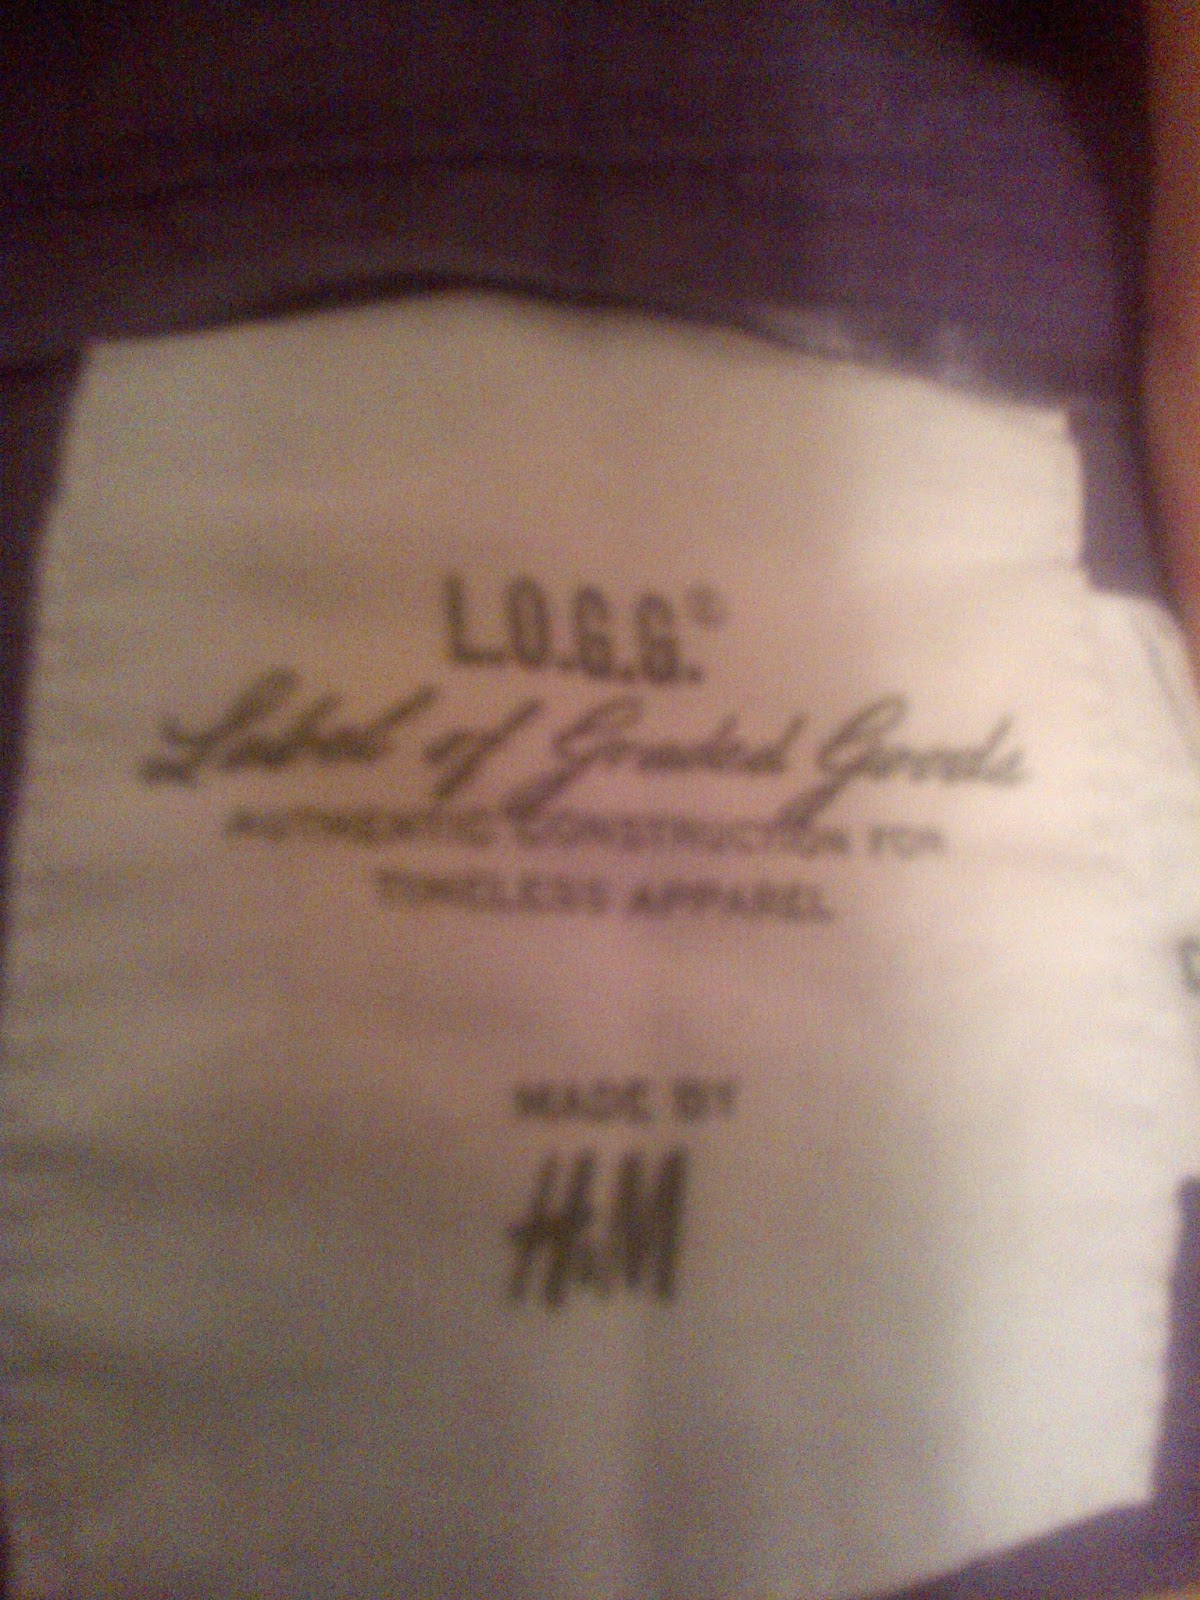 L.O.G.G.®
Label of Graded Goods
AUTHENTIC CONSTRUCTION FOR
TIMELESS APPAREL
MADE BY
H&M